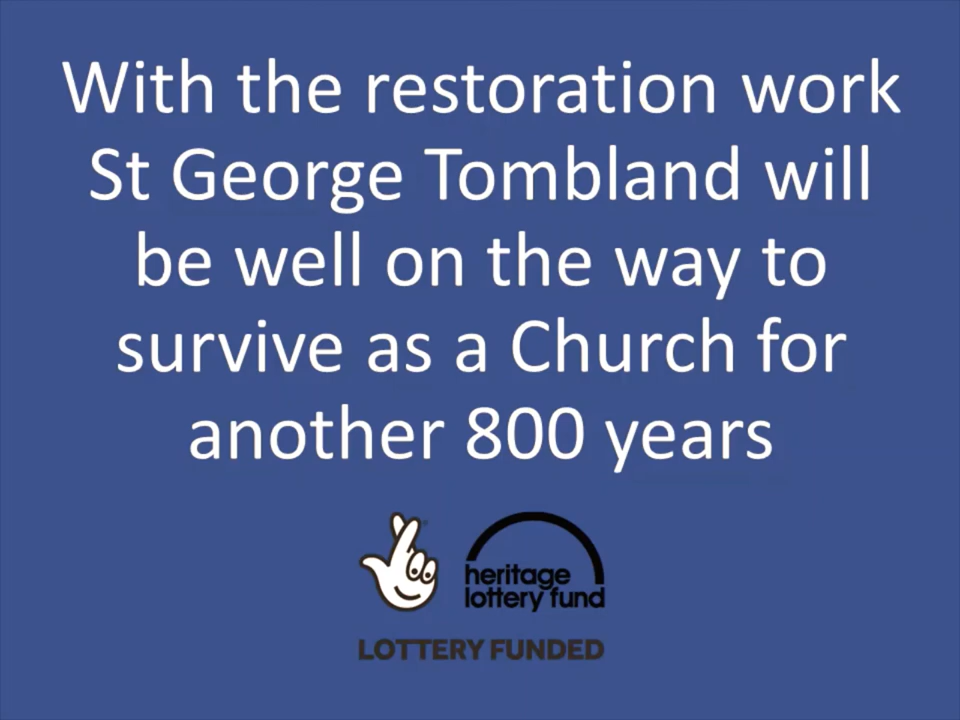 With the restoration work
St George Tombland will
be well on the way to
survive as a Church for
another 800 years
heritage
lottery fund
LOTTERY FUNDED